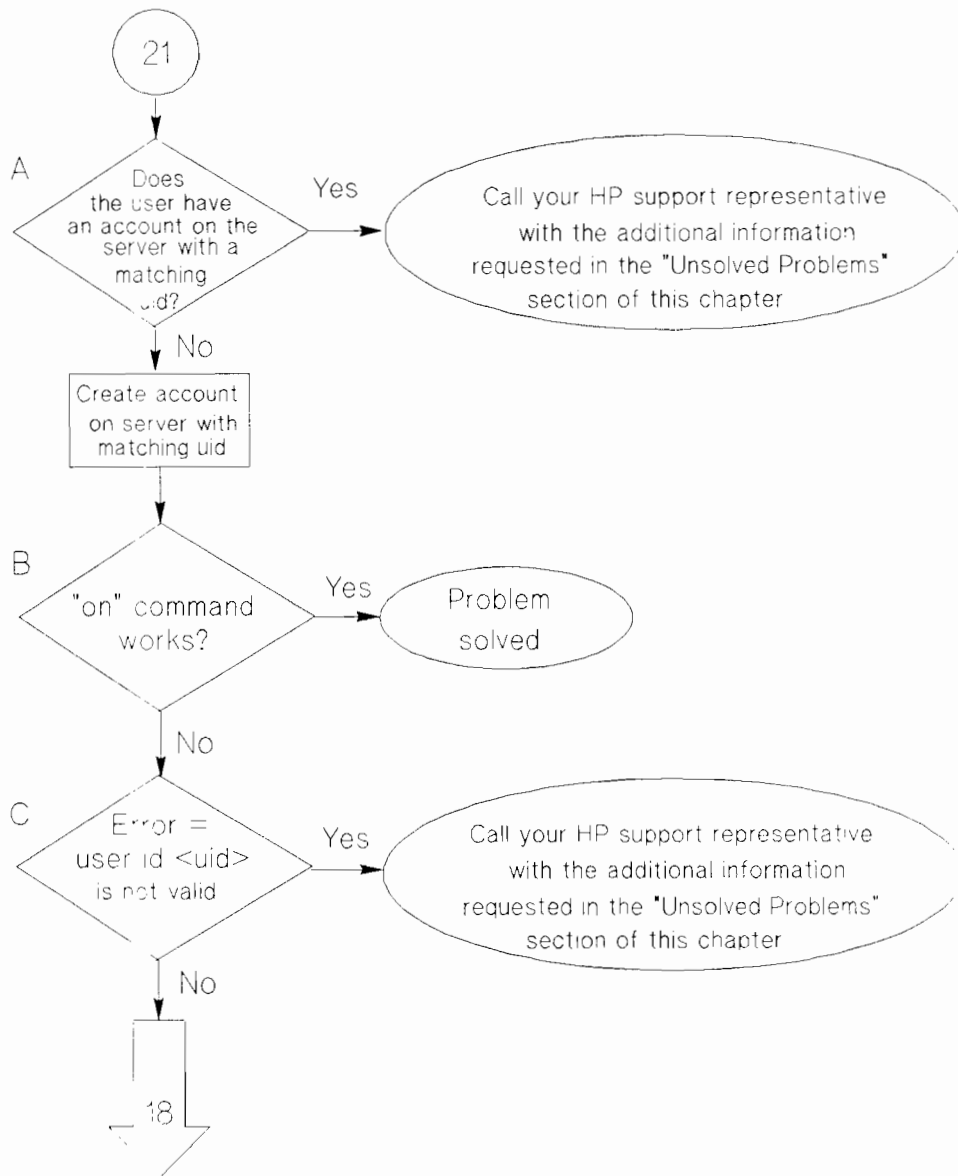 21
A
Does
the user have
an account on the
server with a
matching
uid?
Yes
Call your HP support representative
with the additional information
requested in the "Unsolved Problems"
section of this chapter
No
Create account
on server with
matching uid
B
"on" command
works?
Yes
Problem
solved
No
C
Error =
user id <uid>
is not valid
Yes
Call your HP support representative
with the additional information
requested in the "Unsolved Problems"
section of this chapter
No
18